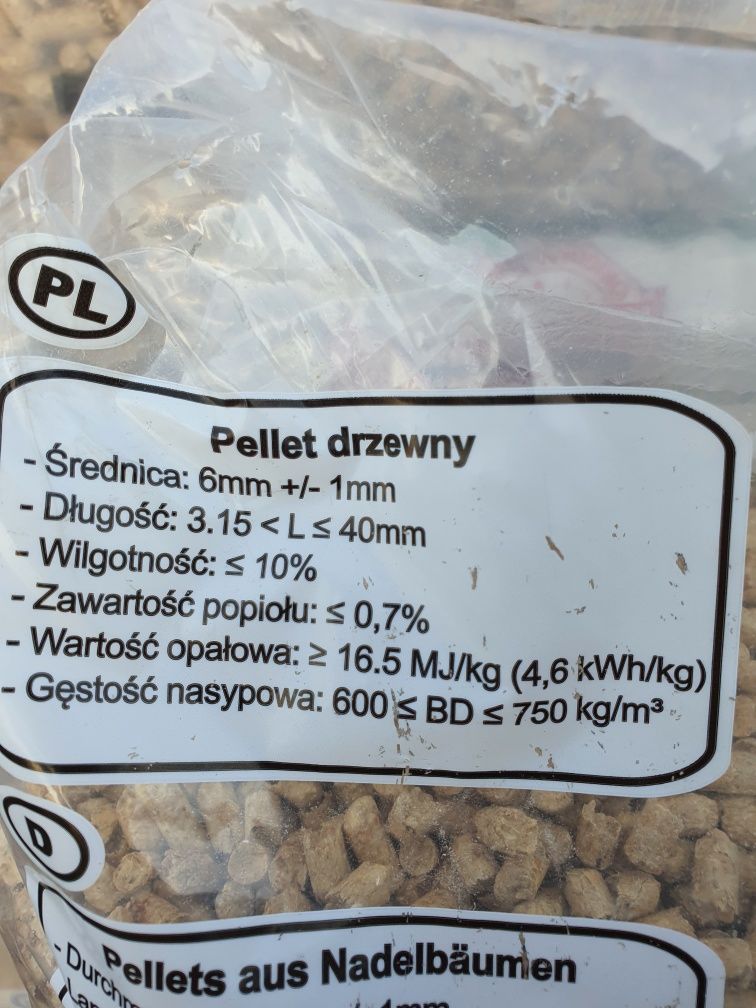 PL
Pellet drzewny
- Średnica: 6mm +/- 1mm
- Długość: 3.15 < L ≤ 40mm
- Wilgotność: ≤ 10%
- Zawartość popiołu: ≤ 0,7%
- Wartość opałowa: ≥ 16.5 MJ/kg (4,6 kWh/kg)
- Gęstość nasypowa: 600 ≤ BD ≤ 750 kg/m³
D
Pellets aus Nadelbäumen